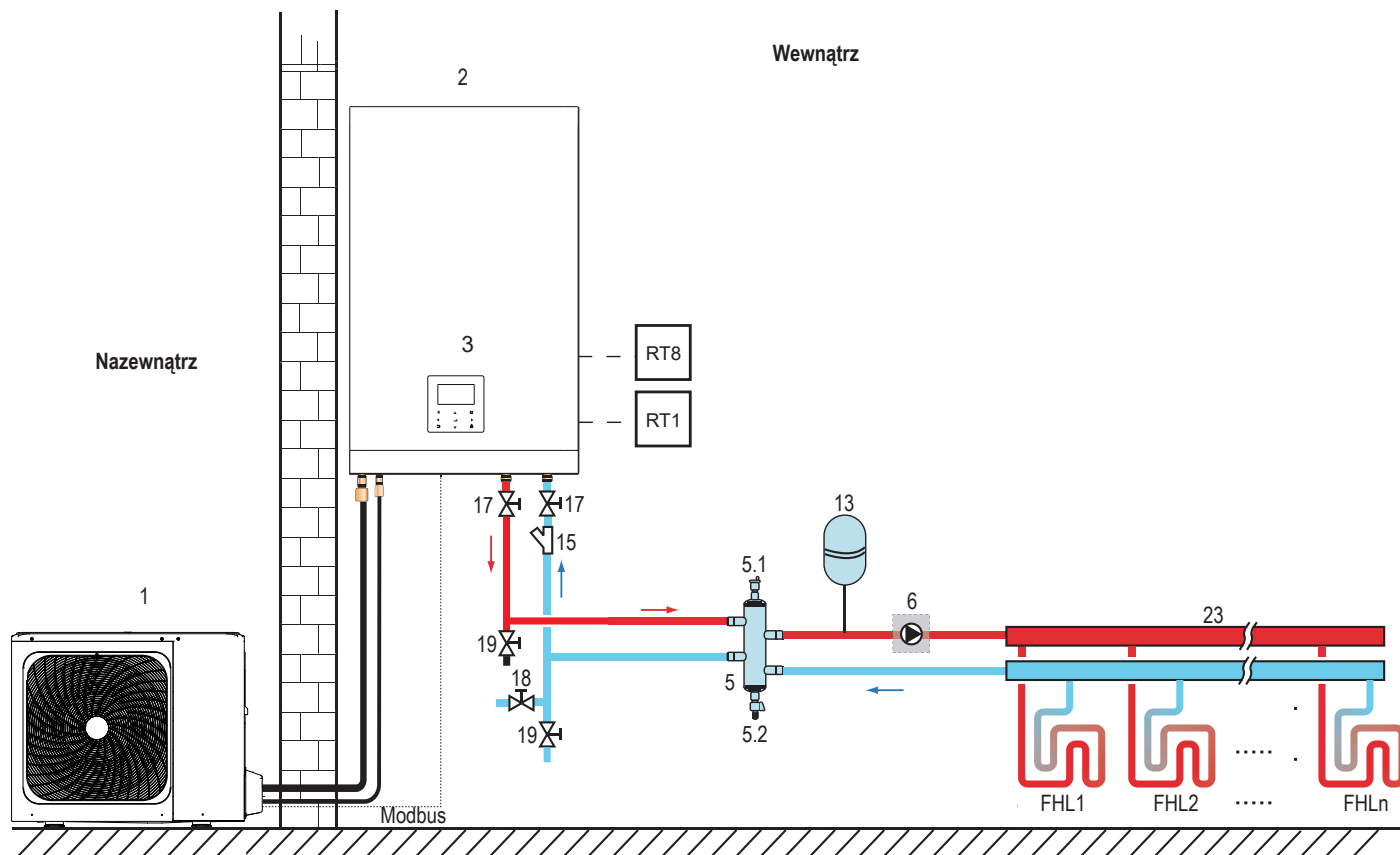 Wewnątrz
2
Nazewnątrz
3
RT8
RT1
17
17
15
13
5.1
6
23
1
19
18
5
19
5.2
FHL1
FHL2
.....
.....
FHLn
Modbus